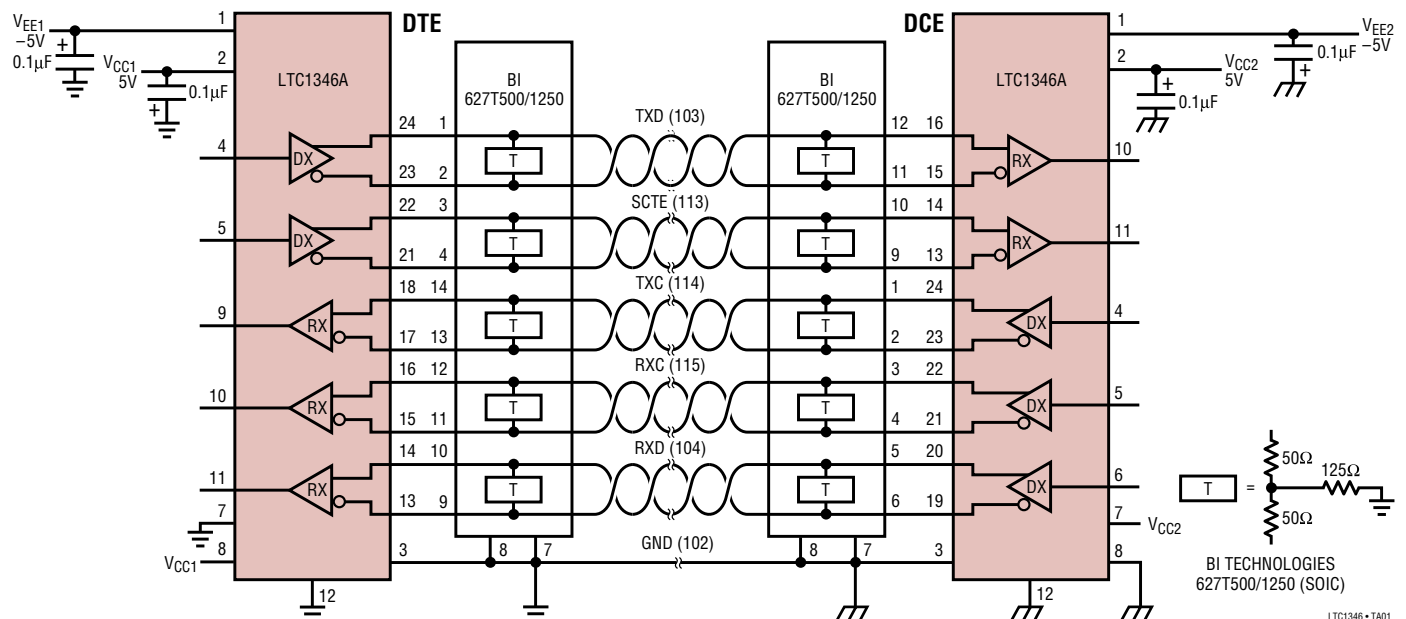 DTE
DCE
VEE1
–5V
1
0.1µF
VCC1
5V
2
0.1µF
LTC1346A
BI
627T500/1250
BI
627T500/1250
LTC1346A
1
VEE2
–5V
0.1µF
2
VCC2
5V
0.1µF
TXD (103)
4
DX
24 1
23 2
T
T
12 16
11 15
RX
10
SCTE (113)
5
DX
22 3
21 4
T
T
10 14
9 13
RX
11
TXC (114)
9
RX
18 14
17 13
T
T
1 24
2 23
DX
4
RXC (115)
10
RX
16 12
15 11
T
T
3 22
4 21
DX
5
RXD (104)
11
RX
14 10
13 9
T
T
5 20
6 19
DX
6
7
VCC1 8
12
3
8 7
GND (102)
8 7
3
12
7 VCC2
8
T = 50Ω 125Ω
50Ω
BI TECHNOLOGIES
627T500/1250 (SOIC)
LTC1346 • TA01